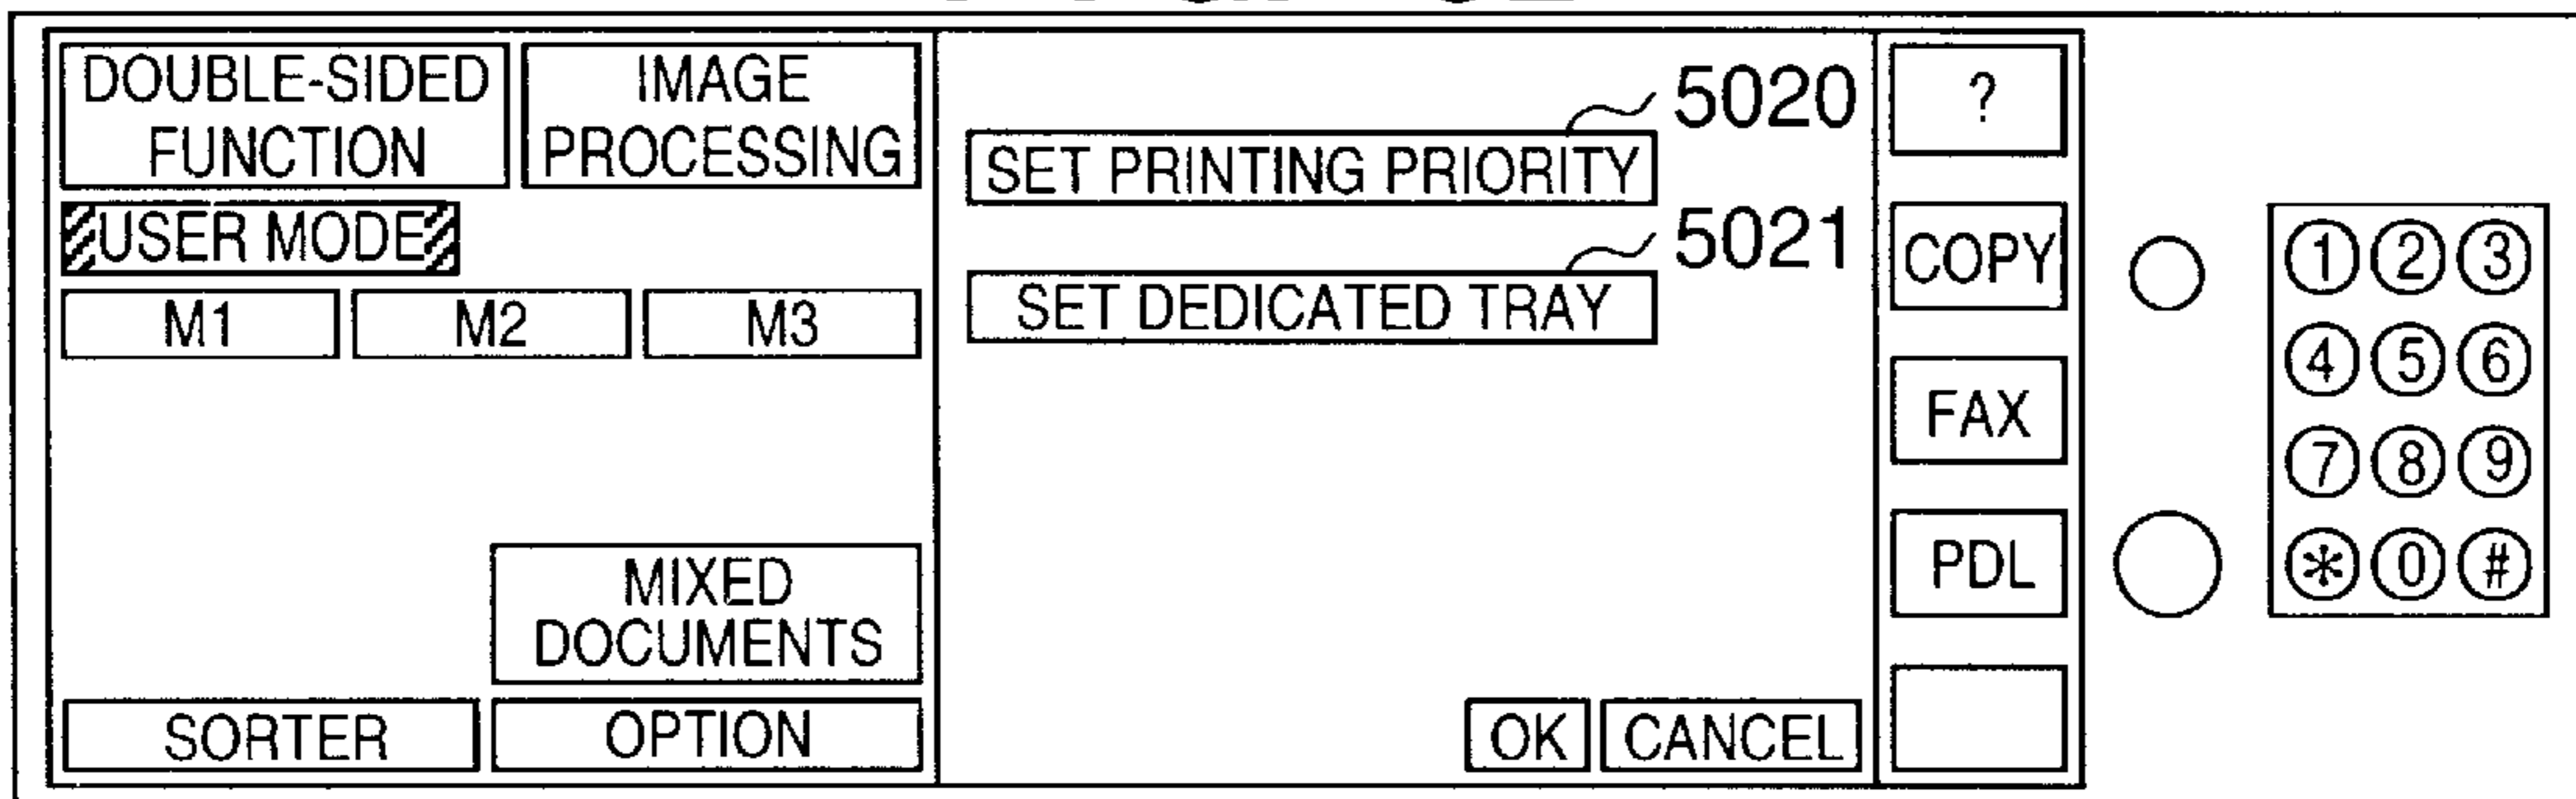 DOUBLE-SIDED
FUNCTION
IMAGE
PROCESSING
USER MODE
M1
M2
M3
MIXED
DOCUMENTS
SORTER
OPTION
5020
SET PRINTING PRIORITY
5021
SET DEDICATED TRAY
OK
CANCEL
?
COPY
FAX
PDL
1 2 3
4 5 6
7 8 9
* 0 #